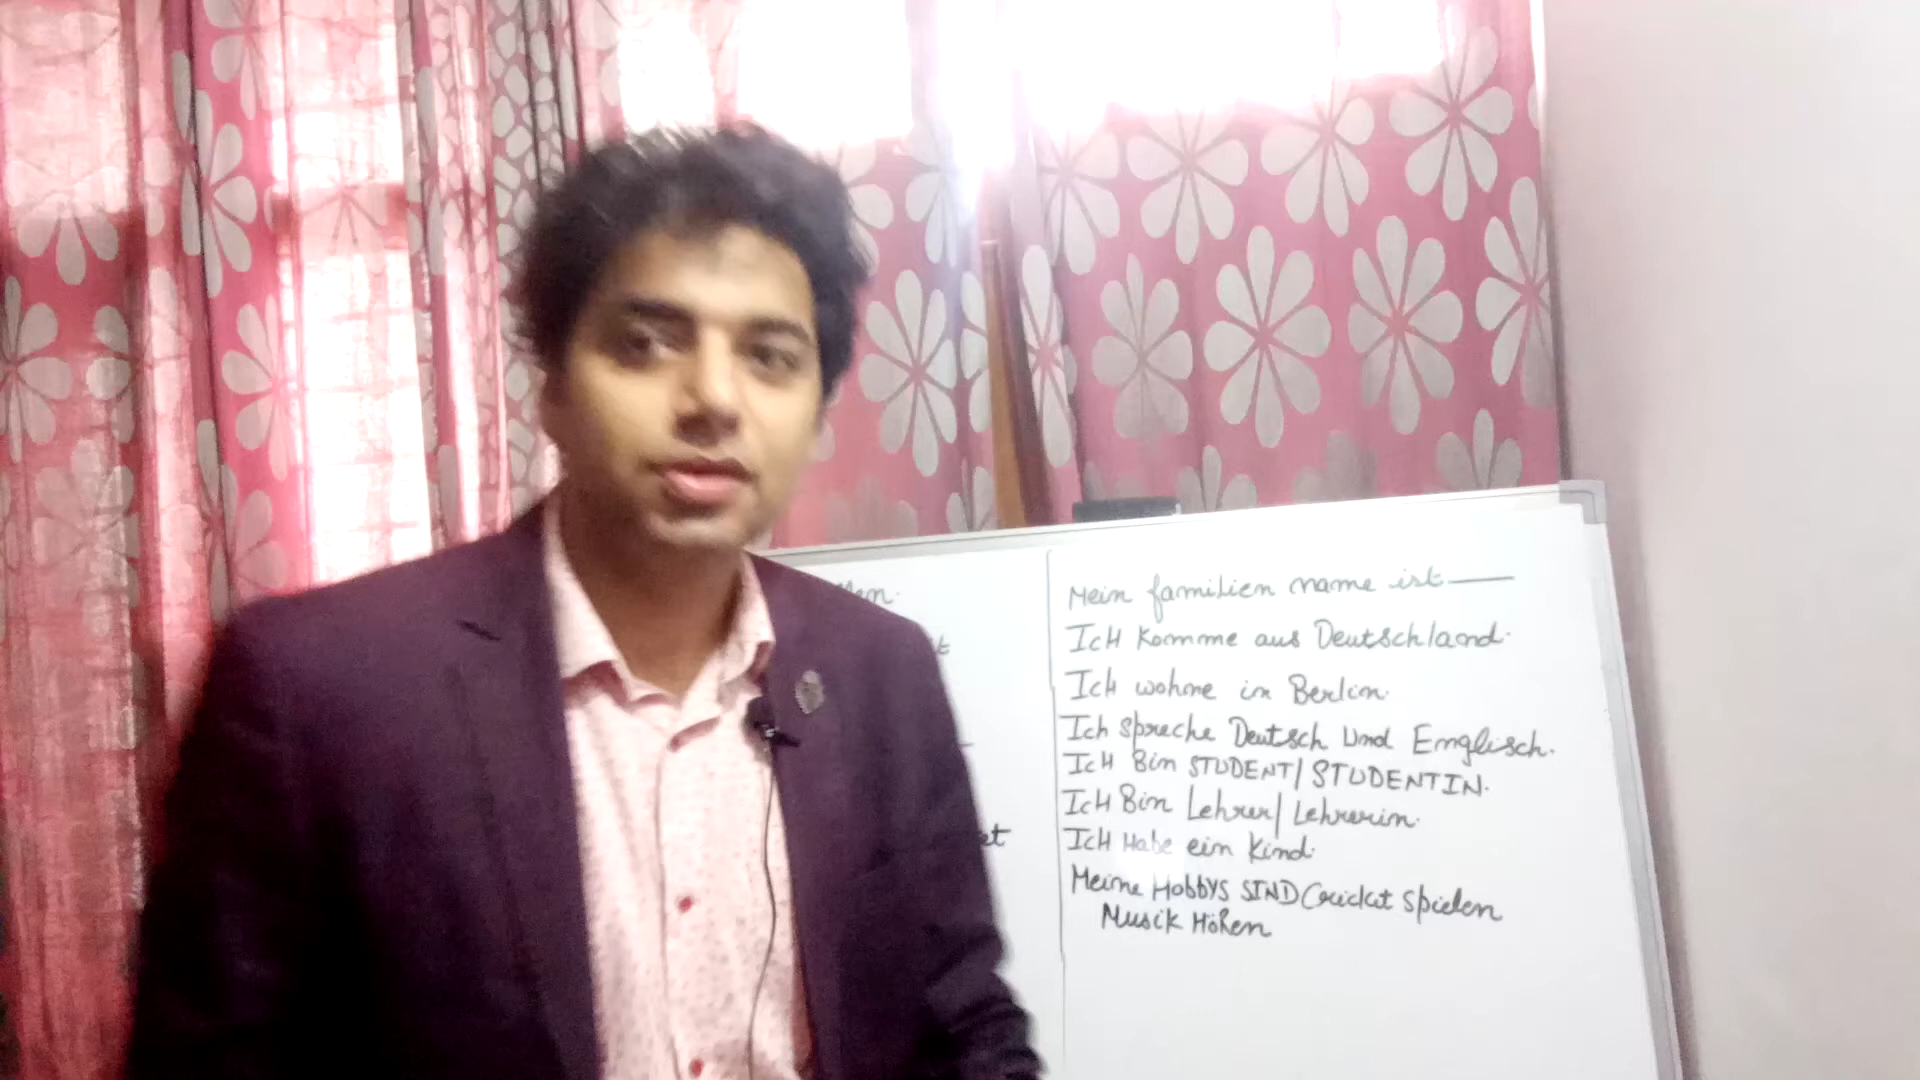 Mein familien name ist ——
IcH Komme aus Deutschland.
Ich wohne in Berlin.
Ich spreche Deutsch Und Englisch.
IcH Bin STUDENT/STUDENTIN.
IcH Bin Lehrer/Lehrerin.
IcH Habe ein Kind.
Meine HobbYS SIND Crickat Spielen
Musik HöRen